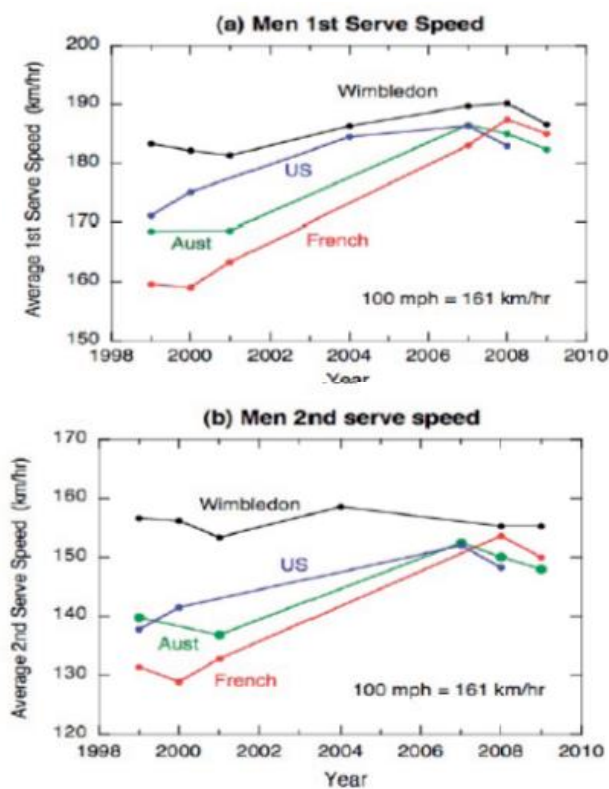 (a) Men 1st Serve Speed
Average 1st Serve Speed (km/hr)
200
190
180
170
160
150
Wimbledon
US
Aust
French
100 mph = 161 km/hr
1998 2000 2002 2004 2006 2008 2010
Year
(b) Men 2nd serve speed
Average 2nd Serve Speed (km/hr)
170
160
150
140
130
120
Wimbledon
US
Aust
French
100 mph = 161 km/hr
1998 2000 2002 2004 2006 2008 2010
Year